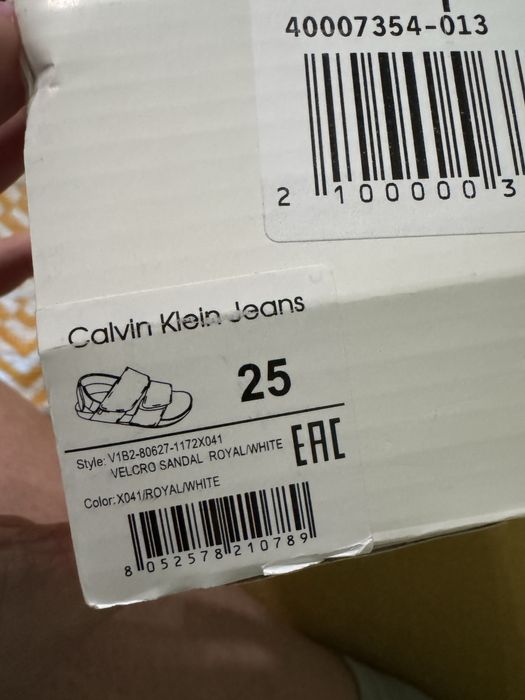 40007354-013
2 100000 3
Calvin Klein Jeans
25
Style: V1B2-80627-1172X041
VELCRO SANDAL ROYAL/WHITE
EAC
Color:X041/ROYAL/WHITE
8 052578 210789